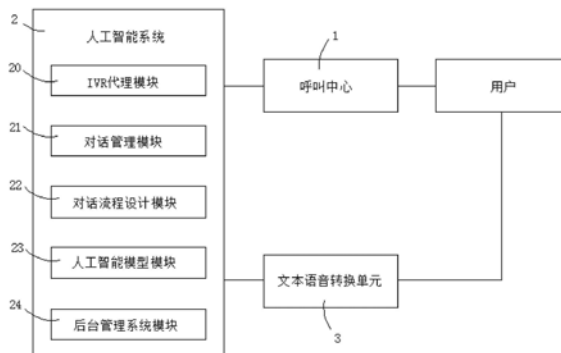 2
人工智能系统
1
20
IVR代理模块
呼叫中心
用户
21
对话管理模块
22
对话流程设计模块
23
人工智能模型模块
文本语音转换单元
24
后台管理系统模块
3